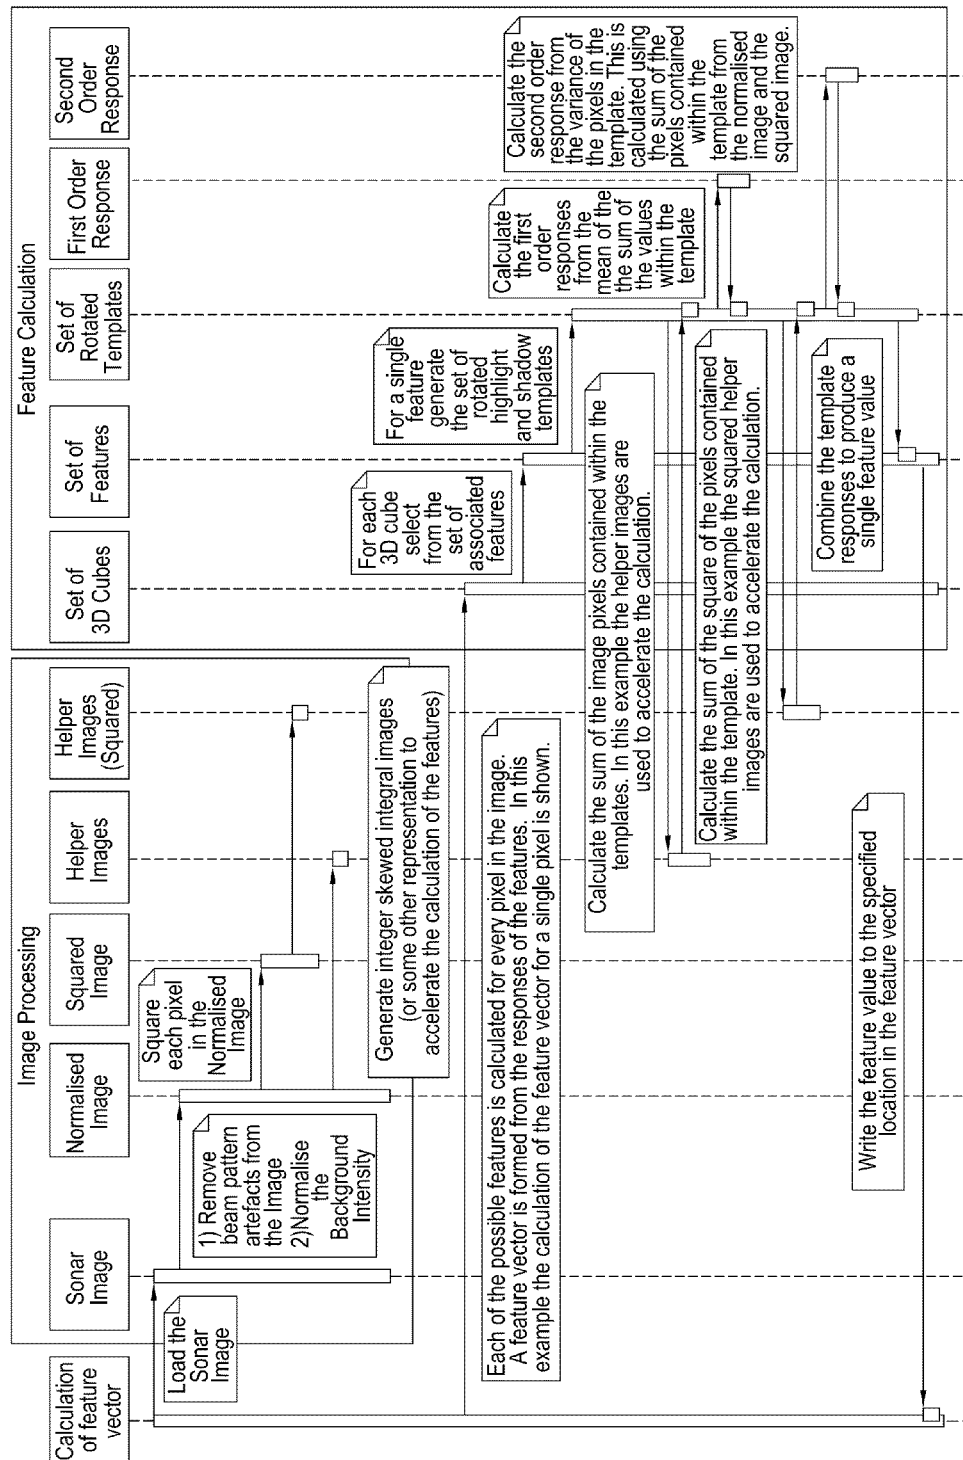 Calculation
of feature
vector
Image Processing
Sonar
Image
Normalised
Image
Squared
Image
Helper
Images
Helper
Images
(Squared)
Feature Calculation
Set of
3D Cubes
Set of
Features
Set of
Rotated
Templates
First Order
Response
Second
Order
Response
Load the
Sonar
Image
1) Remove
beam pattern
artefacts from
the Image
2)Normalise
the
Background
Intensity
Square
each pixel
in the
Normalised
Image
Generate integer skewed integral images
(or some other representation to
accelerate the calculation of the features)
Each of the possible features is calculated for every pixel in the image.
A feature vector is formed from the responses of the features. In this
example the calculation of the feature vector for a single pixel is shown.
For each
3D cube
select
from the
set of
associated
features
For a single
feature
generate
the set of
rotated
highlight
and shadow
templates
Calculate the sum of the image pixels contained within the
templates. In this example the helper images are
used to accelerate the calculation.
Calculate
the first
order
responses
from the
mean of the
the sum of
the values
within the
template
Calculate the sum of the square of the pixels contained
within the template. In this example the squared helper
images are used to accelerate the calculation.
Calculate the
second order
response from
the variance of
the pixels in the
template. This is
calculated using
the sum of the
pixels contained
within the
template from
the normalised
image and the
squared image.
Combine the template
responses to produce a
single feature value
Write the feature value to the specified
location in the feature vector